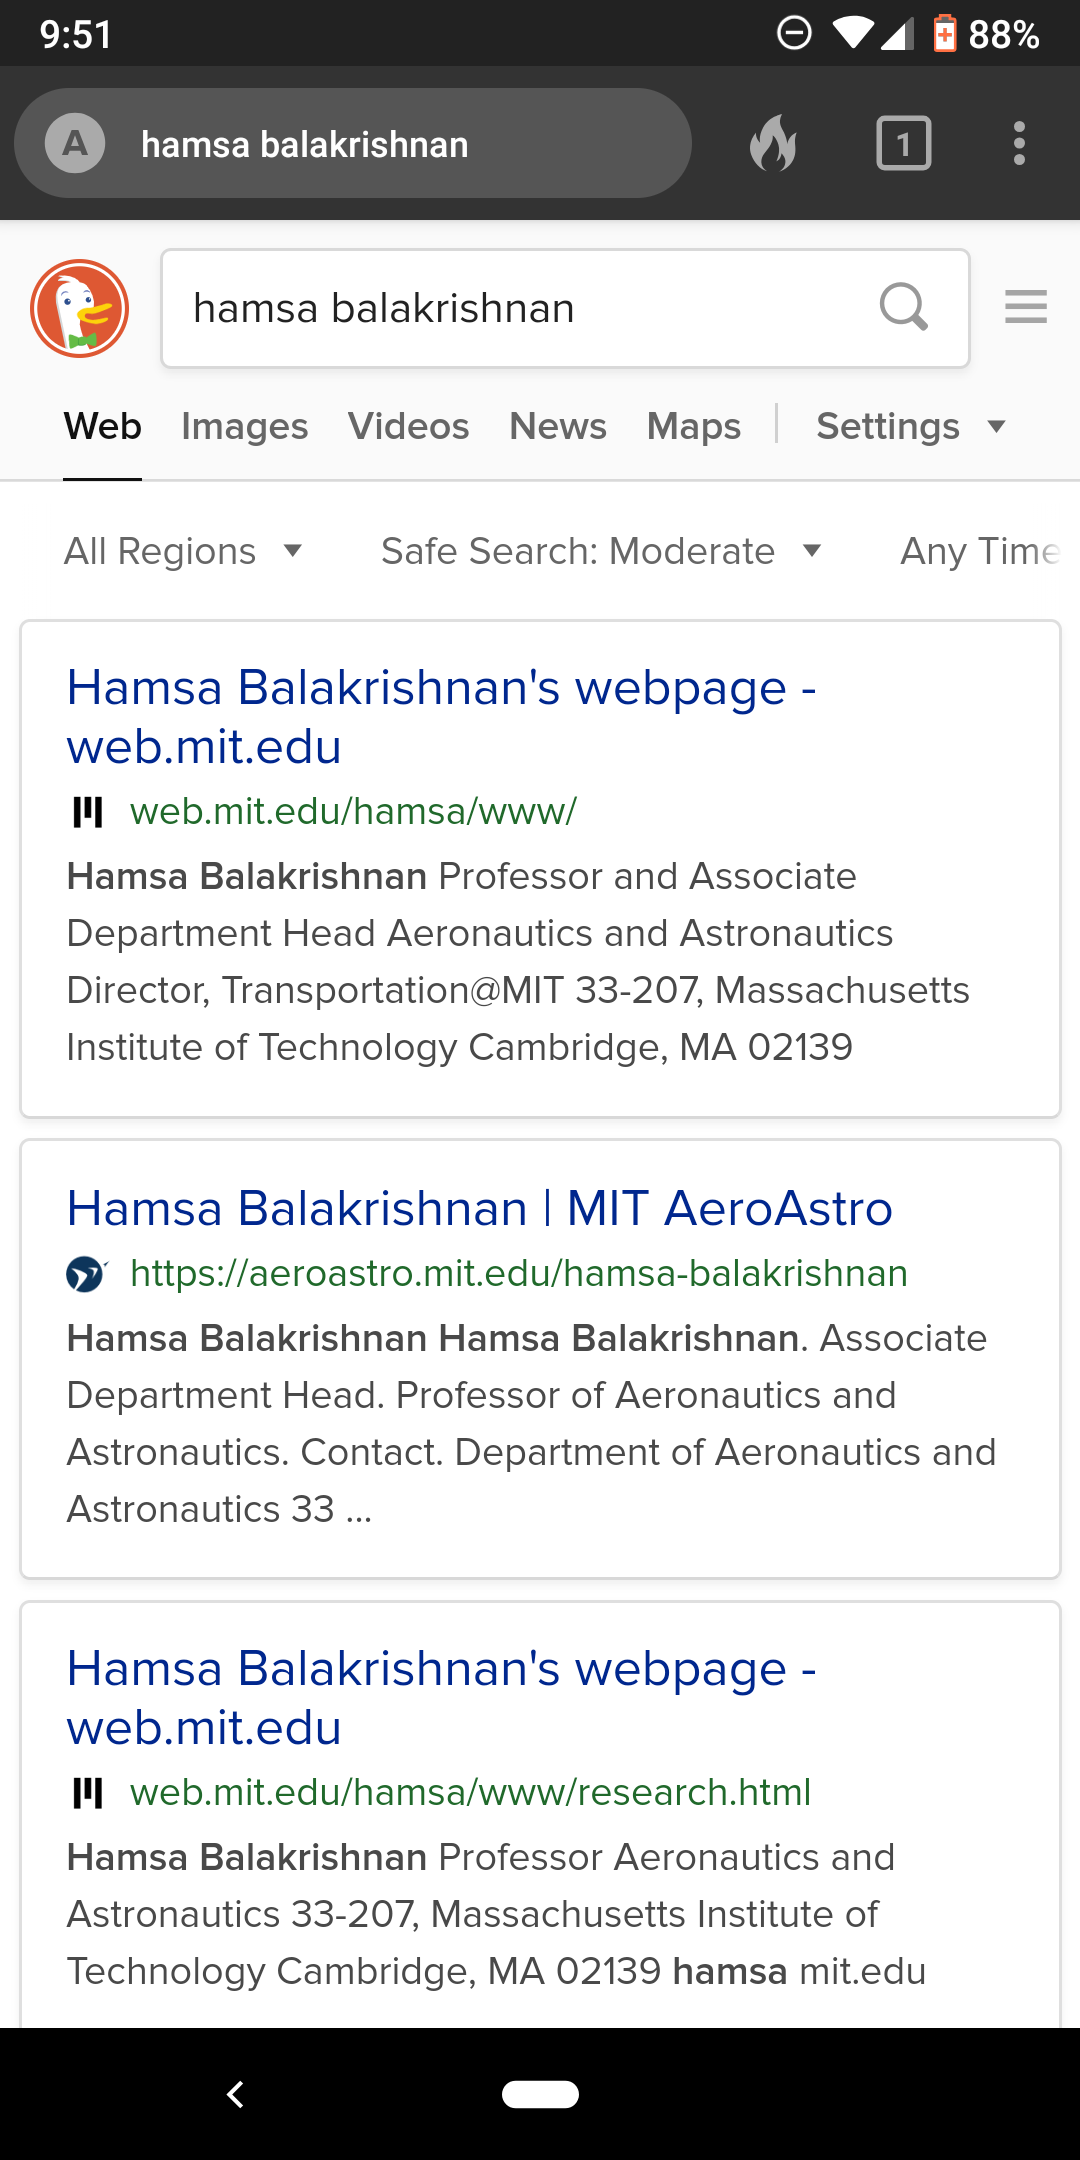 9:51
88%
A
hamsa balakrishnan
1
hamsa balakrishnan
Web Images Videos News Maps Settings
All Regions Safe Search: Moderate Any Time
Hamsa Balakrishnan's webpage -
web.mit.edu
web.mit.edu/hamsa/www/
Hamsa Balakrishnan Professor and Associate
Department Head Aeronautics and Astronautics
Director, Transportation@MIT 33-207, Massachusetts
Institute of Technology Cambridge, MA 02139
Hamsa Balakrishnan | MIT AeroAstro
https://aeroastro.mit.edu/hamsa-balakrishnan
Hamsa Balakrishnan Hamsa Balakrishnan. Associate
Department Head. Professor of Aeronautics and
Astronautics. Contact. Department of Aeronautics and
Astronautics 33 ...
Hamsa Balakrishnan's webpage -
web.mit.edu
web.mit.edu/hamsa/www/research.html
Hamsa Balakrishnan Professor Aeronautics and
Astronautics 33-207, Massachusetts Institute of
Technology Cambridge, MA 02139 hamsa mit.edu